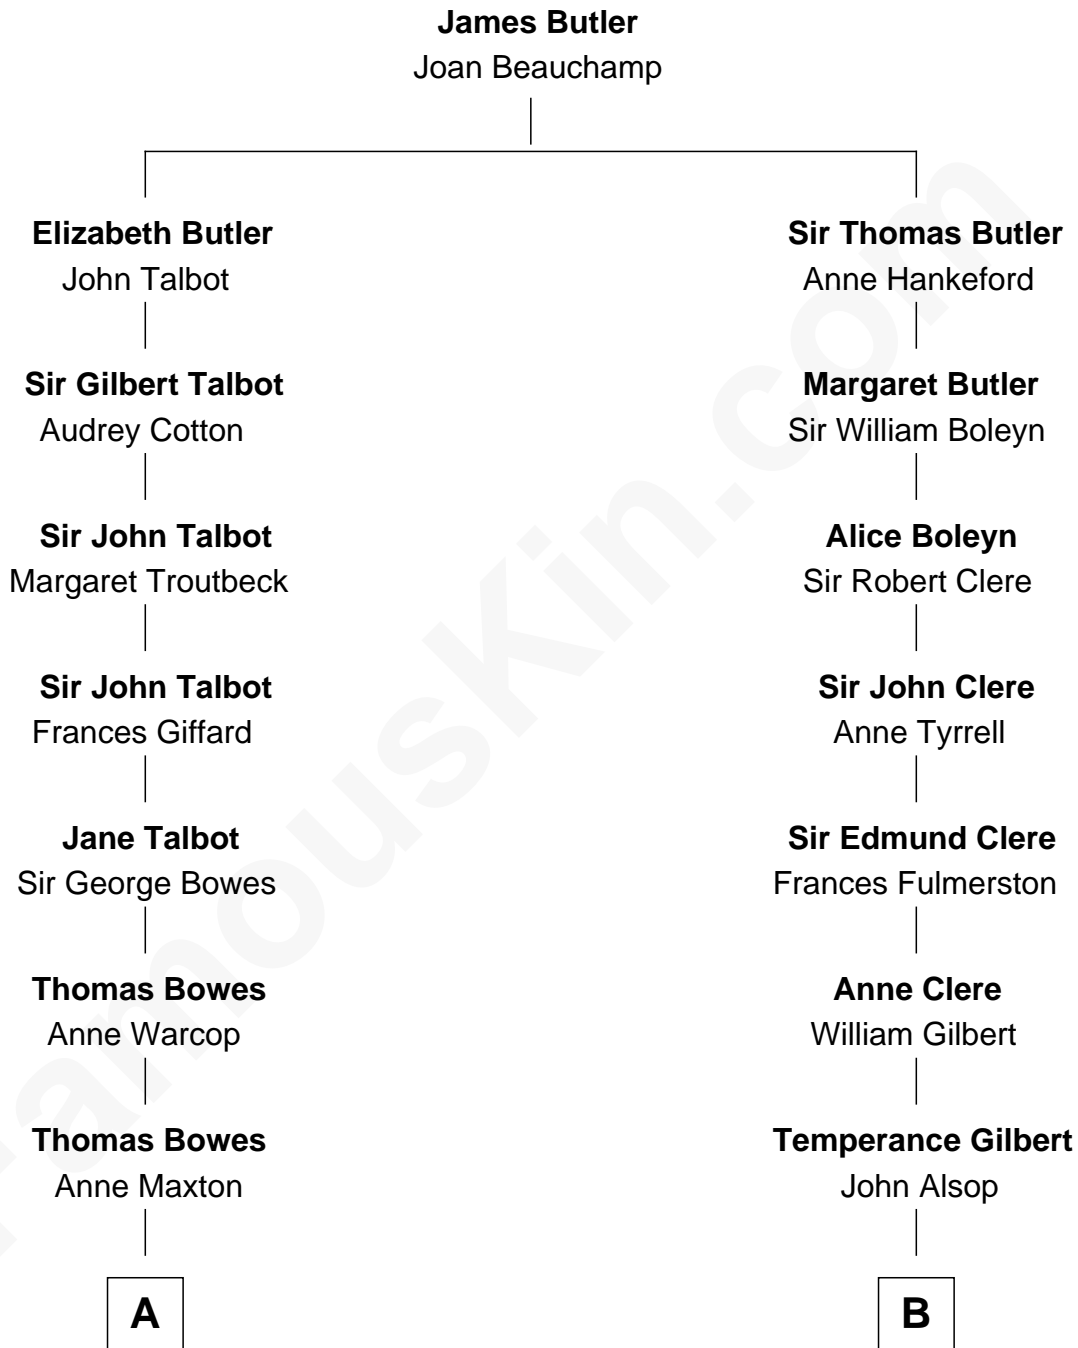 James Butler
Joan Beauchamp
Elizabeth Butler
John Talbot
Sir Thomas Butler
Anne Hankeford
Sir Gilbert Talbot
Audrey Cotton
Margaret Butler
Sir William Boleyn
Sir John Talbot
Margaret Troutbeck
Alice Boleyn
Sir Robert Clere
Sir John Talbot
Frances Giffard
Sir John Clere
Anne Tyrrell
Jane Talbot
Sir George Bowes
Sir Edmund Clere
Frances Fulmerston
Thomas Bowes
Anne Warcop
Anne Clere
William Gilbert
Thomas Bowes
Anne Maxton
Temperance Gilbert
John Alsop
A
B
FamousKin.com